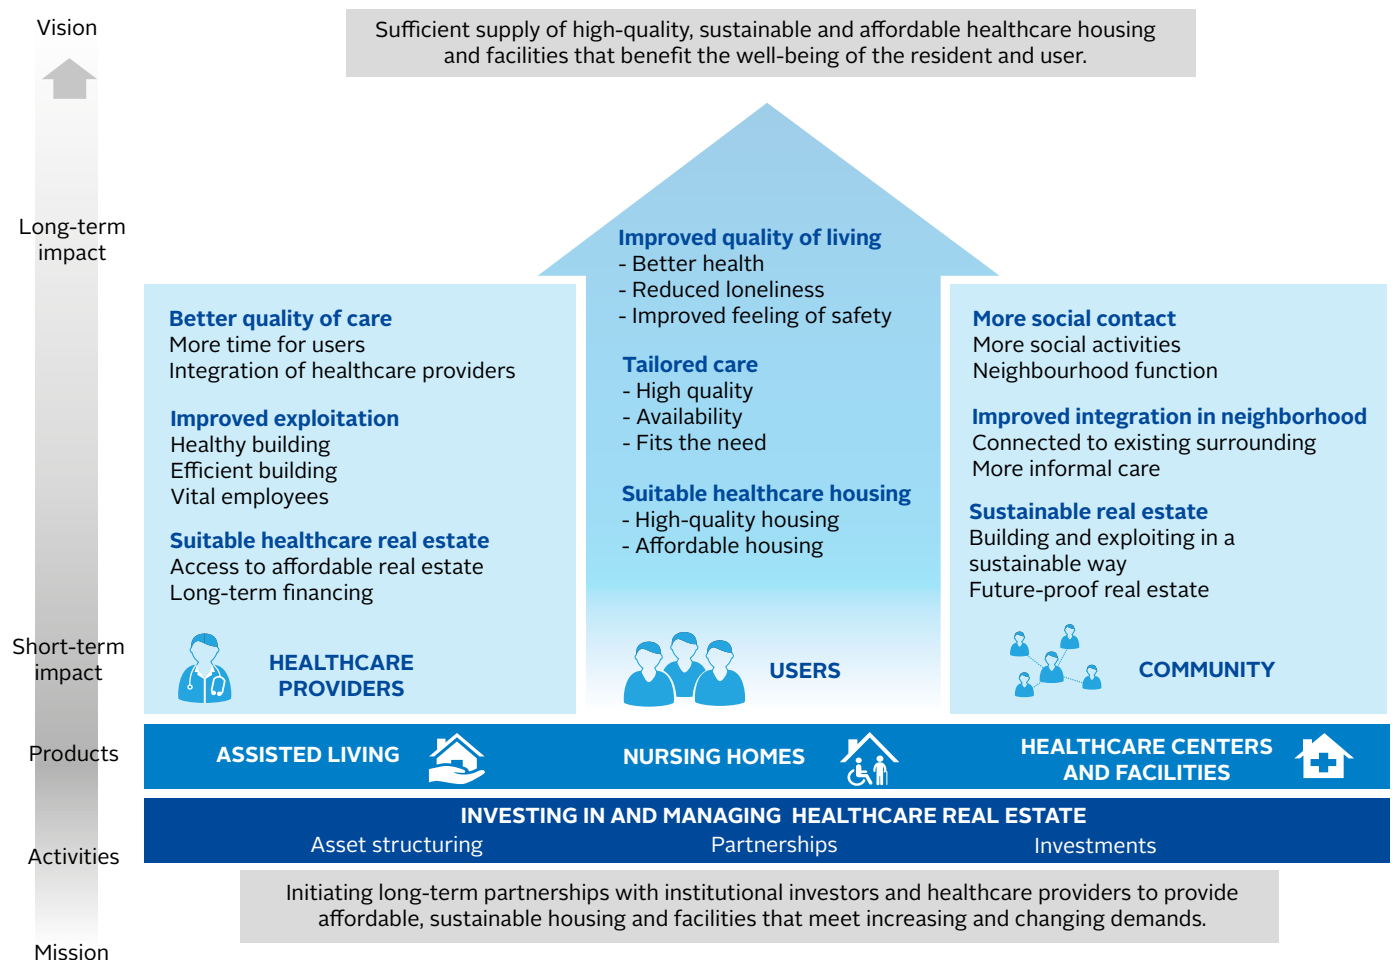 Vision
Sufficient supply of high-quality, sustainable and affordable healthcare housing
and facilities that benefit the well-being of the resident and user.
Long-term
impact
Better quality of care
More time for users
Integration of healthcare providers
Improved exploitation
Healthy building
Efficient building
Vital employees
Suitable healthcare real estate
Access to affordable real estate
Long-term financing
HEALTHCARE
PROVIDERS
Improved quality of living
- Better health
- Reduced loneliness
- Improved feeling of safety
Tailored care
- High quality
- Availability
- Fits the need
Suitable healthcare housing
- High-quality housing
- Affordable housing
USERS
More social contact
More social activities
Neighbourhood function
Improved integration in neighborhood
Connected to existing surrounding
More informal care
Sustainable real estate
Building and exploiting in a
sustainable way
Future-proof real estate
COMMUNITY
Short-term
impact
Products
ASSISTED LIVING
NURSING HOMES
HEALTHCARE CENTERS
AND FACILITIES
INVESTING IN AND MANAGING HEALTHCARE REAL ESTATE
Activities
Asset structuring
Partnerships
Investments
Initiating long-term partnerships with institutional investors and healthcare providers to provide
affordable, sustainable housing and facilities that meet increasing and changing demands.
Mission